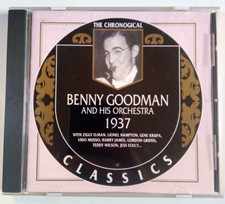 THE CHRONOGICAL
BENNY GOODMAN
AND HIS ORCHESTRA
1937
WITH ZIGGY ELMAN, LIONEL HAMPTON, GENE KRUPA,
VIDO MUSSO, HARRY JAMES, GORDON GRIFFIN,
TEDDY WILSON, JESS STACY...
CLASSICS